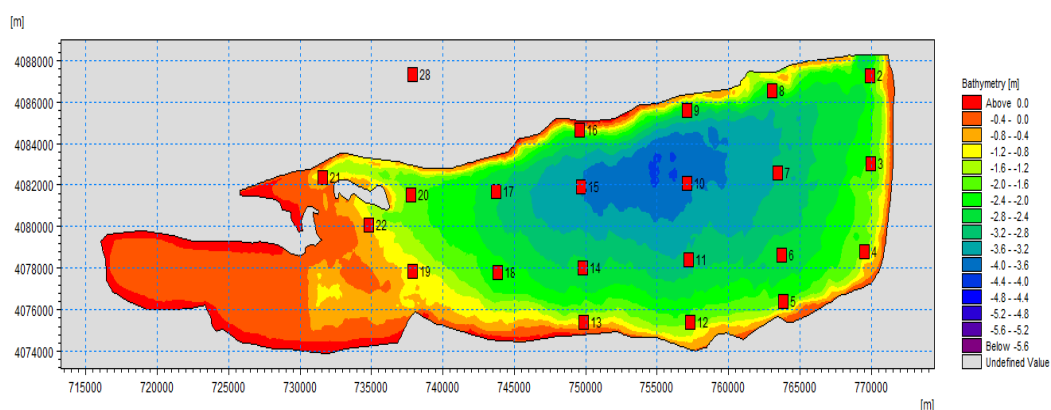 [m]
4088000
4086000
4084000
4082000
4080000
4078000
4076000
4074000
715000 720000 725000 730000 735000 740000 745000 750000 755000 760000 765000 770000
[m]
28
2
8
9
16
3
7
21
10
15
17
20
22
4
6
11
14
18
19
5
13
12
Bathymetry [m]
Above 0.0
-0.4 - 0.0
-0.8 - -0.4
-1.2 - -0.8
-1.6 - -1.2
-2.0 - -1.6
-2.4 - -2.0
-2.8 - -2.4
-3.2 - -2.8
-3.6 - -3.2
-4.0 - -3.6
-4.4 - -4.0
-4.8 - -4.4
-5.2 - -4.8
-5.6 - -5.2
Below -5.6
Undefined Value